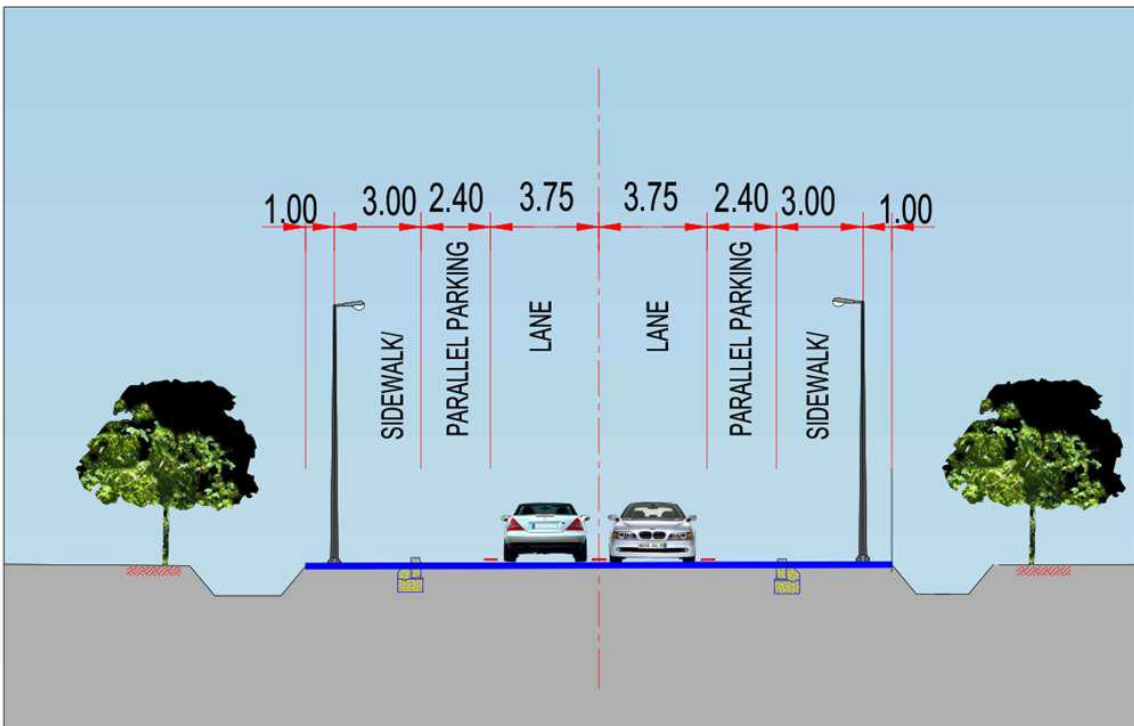 1.00 3.00 2.40 3.75 3.75 2.40 3.00 1.00
SIDEWALK/
PARALLEL PARKING
LANE
LANE
PARALLEL PARKING
SIDEWALK/